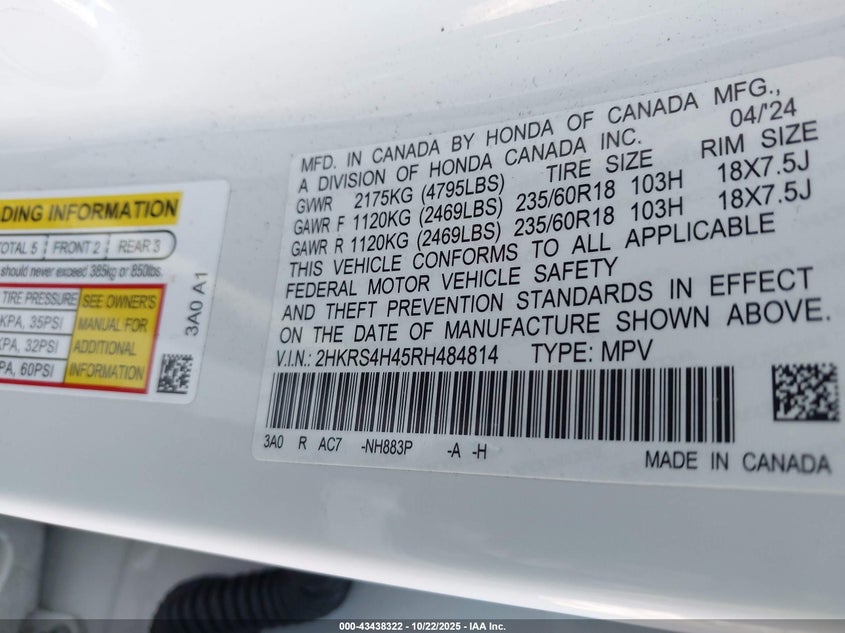 MFD. IN CANADA BY HONDA OF CANADA MFG.,
A DIVISION OF HONDA CANADA INC. 04/'24
GVWR 2175KG (4795LBS) TIRE SIZE RIM SIZE
GAWR F 1120KG (2469LBS) 235/60R18 103H 18X7.5J
GAWR R 1120KG (2469LBS) 235/60R18 103H 18X7.5J
THIS VEHICLE CONFORMS TO ALL APPLICABLE
FEDERAL MOTOR VEHICLE SAFETY
AND THEFT PREVENTION STANDARDS IN EFFECT
ON THE DATE OF MANUFACTURE SHOWN ABOVE.
V.I.N.: 2HKRS4H45RH484814 TYPE: MPV
3A0 R AC7 -NH883P -A -H
MADE IN CANADA
ADING INFORMATION
TOTAL 5 FRONT 2 REAR 3
should never exceed 385kg or 850lbs.
TIRE PRESSURE SEE OWNER'S
KPA, 35PSI MANUAL FOR
KPA, 32PSI ADDITIONAL
PA, 60PSI INFORMATION
3A0 A1
000-43438322 - 10/22/2025 - IAA Inc.